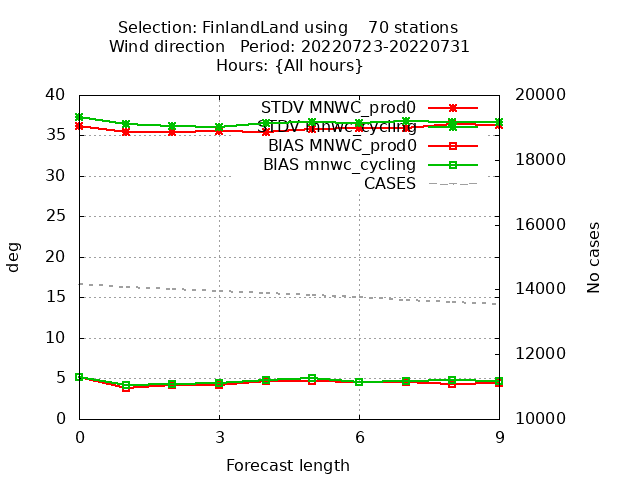 Selection: FinlandLand using    70 stations
Wind direction   Period: 20220723-20220731
Hours: {All hours}
40
35
30
25
20
15
10
5
0
deg
STDV MNWC_prod0
STDV mnwc_cycling
BIAS MNWC_prod0
BIAS mnwc_cycling
CASES
20000
18000
16000
14000
12000
10000
No cases
0 3 6 9
Forecast length